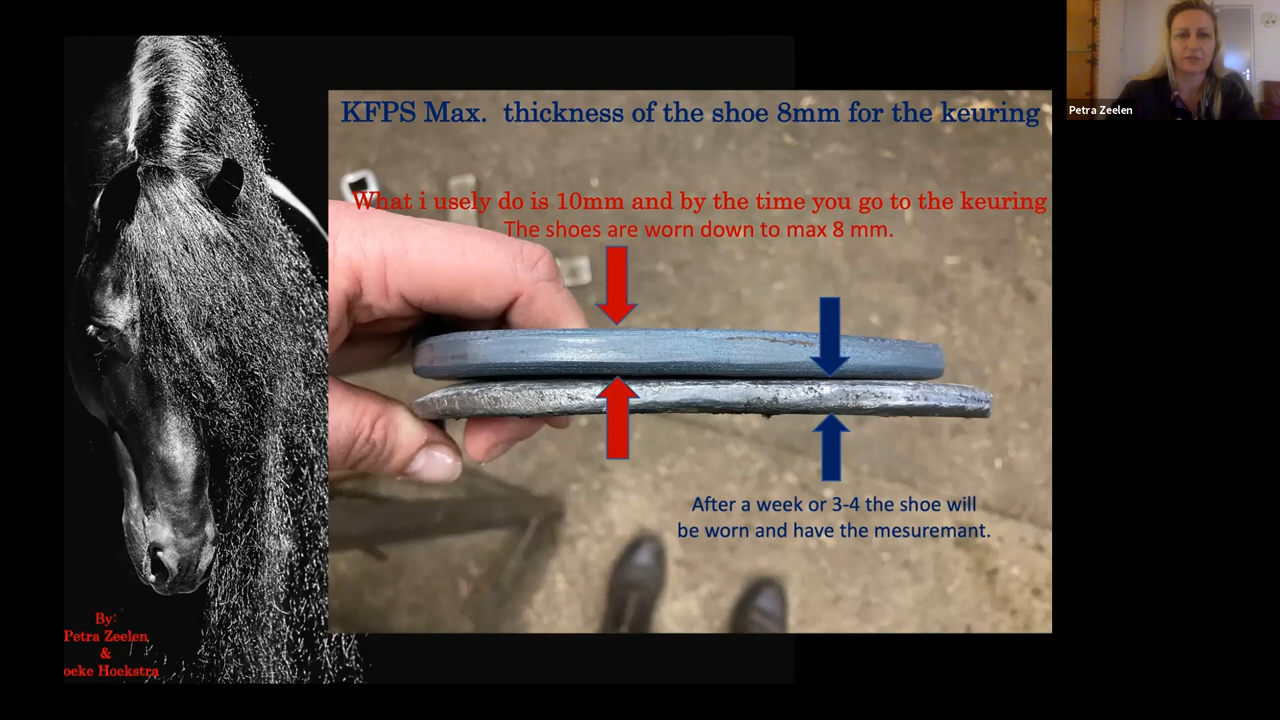 Petra Zeelen
KFPS Max. thickness of the shoe 8mm for the keuring
What i usely do is 10mm and by the time you go to the keuring
The shoes are worn down to max 8 mm.
After a week or 3-4 the shoe will
be worn and have the mesuremant.
By:
Petra Zeelen
&
oeke Hoekstra